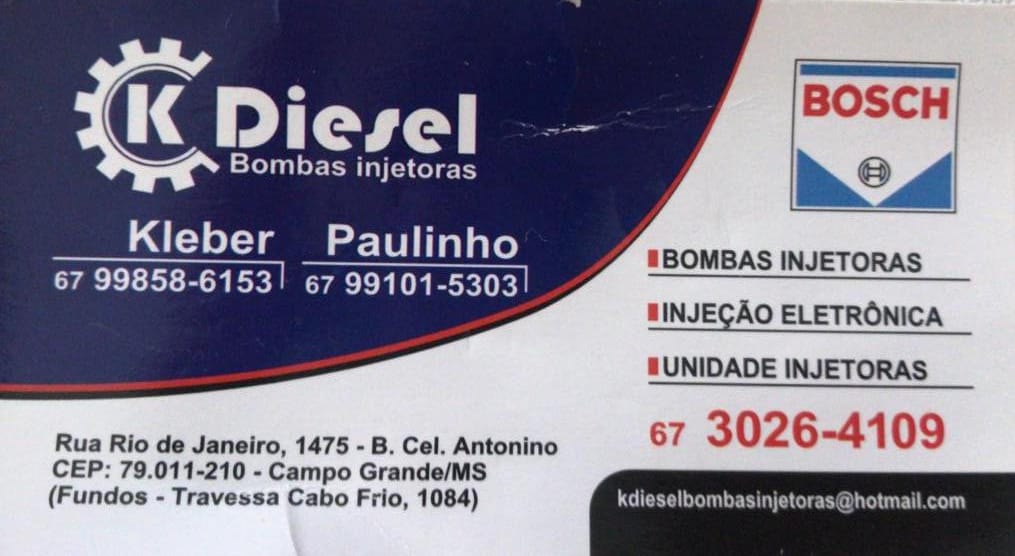 K Diesel
Bombas injetoras
Kleber
67 99858-6153
Paulinho
67 99101-5303
BOSCH
BOMBAS INJETORAS
INJEÇÃO ELETRÔNICA
UNIDADE INJETORAS
67 3026-4109
Rua Rio de Janeiro, 1475 - B. Cel. Antonino
CEP: 79.011-210 - Campo Grande/MS
(Fundos - Travessa Cabo Frio, 1084)
kdieselbombasinjetoras@hotmail.com